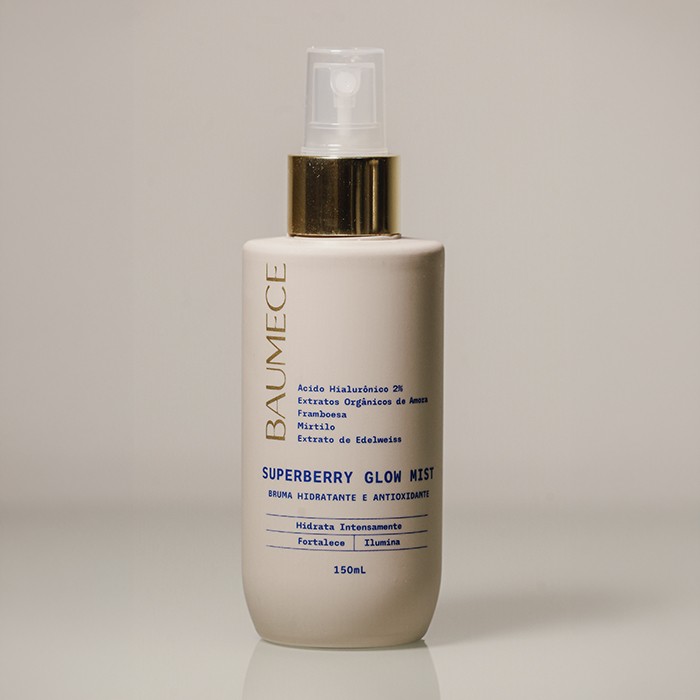 BAUMECE
Acido Hialurônico 2%
Extratos Orgânicos de Amora
Framboesa
Mirtilo
Extrato de Edelweiss
SUPERBERRY GLOW MIST
BRUMA HIDRATANTE E ANTIOXIDANTE
Hidrata Intensamente
Fortalece Ilumina
150mL